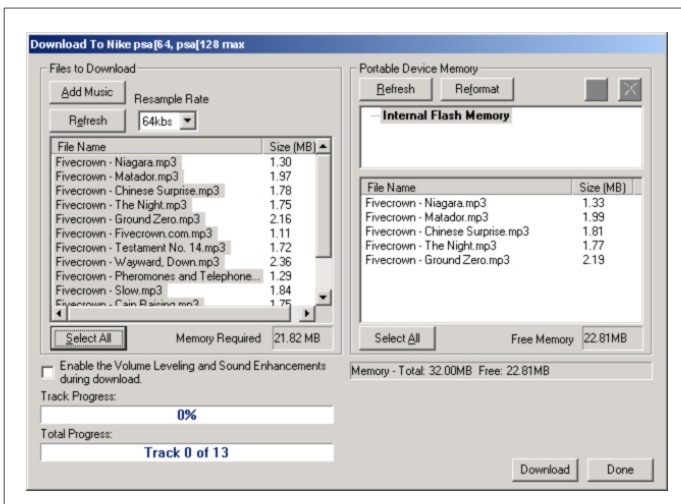 Download To Nike psa[64, psa[128 max
Files to Download
Add Music
Resample Rate
Refresh
64kbs
File Name Size (MB)
Fivecrown - Niagara.mp3 1.30
Fivecrown - Matador.mp3 1.97
Fivecrown - Chinese Surprise.mp3 1.78
Fivecrown - The Night.mp3 1.75
Fivecrown - Ground Zero.mp3 2.16
Fivecrown - Fivecrown.com.mp3 1.11
Fivecrown - Testament No. 14.mp3 1.72
Fivecrown - Wayward, Down.mp3 2.36
Fivecrown - Pheromones and Telephone... 1.29
Fivecrown - Slow.mp3 1.84
Fivecrown - Cain Raising.mp3 1.75
Select All
Memory Required 21.82 MB
Enable the Volume Leveling and Sound Enhancements
during download.
Track Progress:
0%
Total Progress:
Track 0 of 13
Portable Device Memory
Refresh
Reformat
Internal Flash Memory
File Name Size (MB)
Fivecrown - Niagara.mp3 1.33
Fivecrown - Matador.mp3 1.99
Fivecrown - Chinese Surprise.mp3 1.81
Fivecrown - The Night.mp3 1.77
Fivecrown - Ground Zero.mp3 2.19
Select All
Free Memory 22.81MB
Memory - Total: 32.00MB Free: 22.81MB
Download
Done